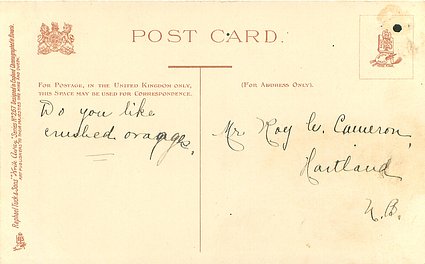 POST CARD.
FOR POSTAGE, IN THE UNITED KINGDOM ONLY,
THIS SPACE MAY BE USED FOR CORRESPONDENCE.
(FOR ADDRESS ONLY).
Do you like
crushed oranges.
Mr. Roy W. Cameron,
Hartland
N.B.